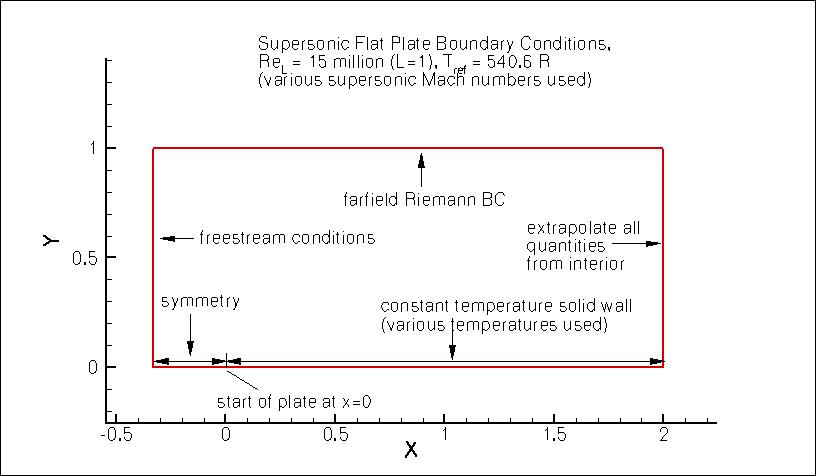 Supersonic Flat Plate Boundary Conditions,
Re_L = 15 million (L=1), T_ref = 540.6 R
(various supersonic Mach numbers used)
1
farfield Riemann BC
Y
freestream conditions
extrapolate all
quantities
from interior
0.5
symmetry
constant temperature solid wall
(various temperatures used)
0
start of plate at x=0
-0.5
0
0.5
1
1.5
2
X